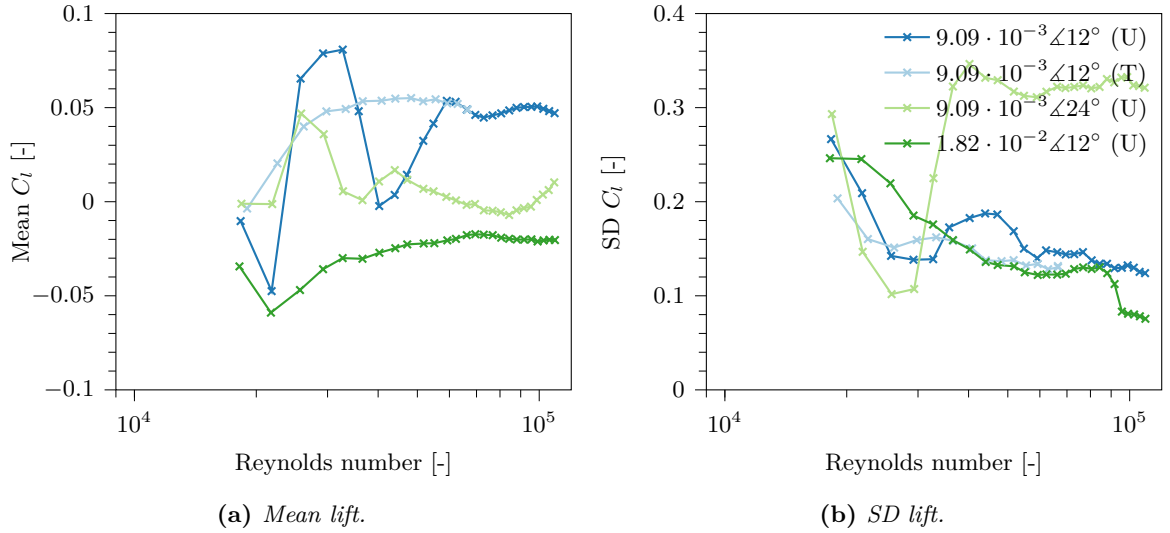 0.1
0.05
0
−0.05
−0.1
Mean C_l [-]
10^4
10^5
Reynolds number [-]
(a) Mean lift.
0.4
0.3
0.2
0.1
0
SD C_l [-]
9.09 · 10^−3∡12° (U)
9.09 · 10^−3∡12° (T)
9.09 · 10^−3∡24° (U)
1.82 · 10^−2∡12° (U)
10^4
10^5
Reynolds number [-]
(b) SD lift.